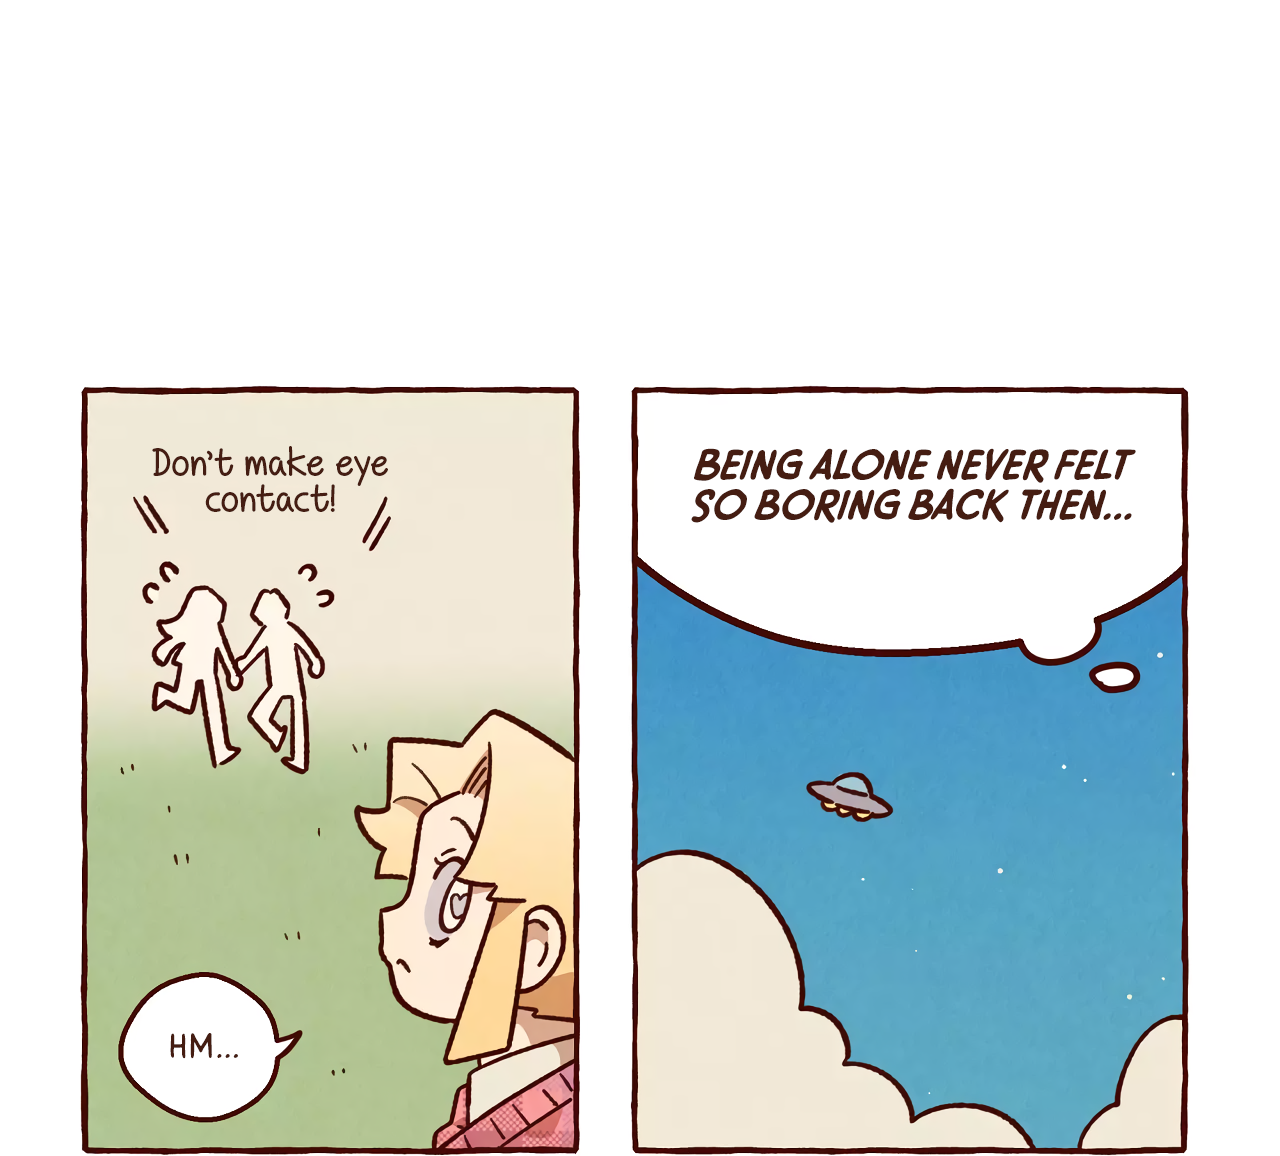 Don't make eye
contact!
HM...
BEING ALONE NEVER FELT
SO BORING BACK THEN...